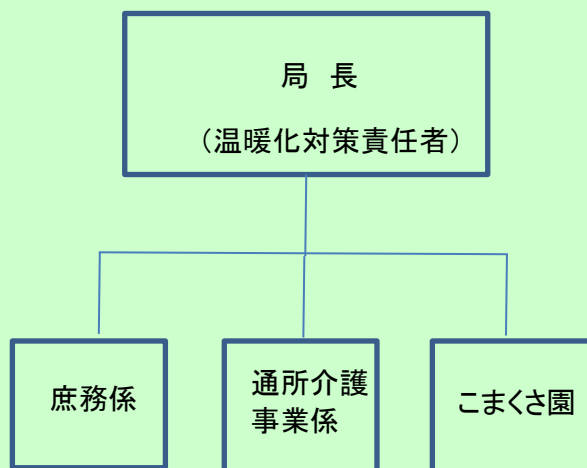 局 長
（温暖化対策責任者）
庶務係
通所介護
事業係
こまくさ園